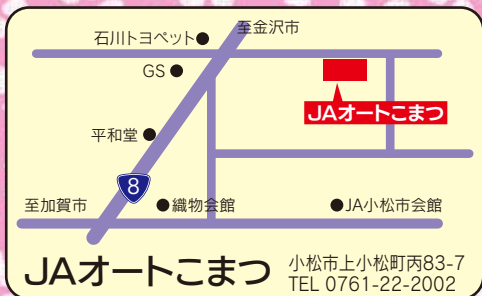 至金沢市
石川トヨペット
GS
JAオートこまつ
平和堂
8
至加賀市
織物会館
JA小松市会館
JAオートこまつ
小松市上小松町丙83-7
TEL 0761-22-2002